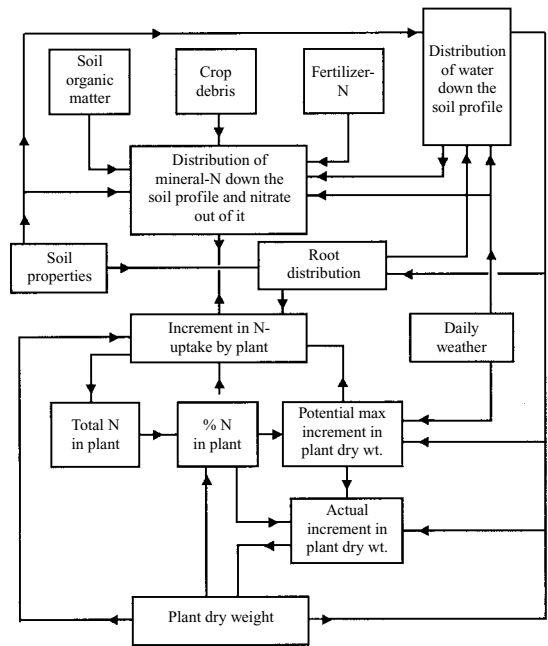 Soil
organic
matter
Crop
debris
Fertilizer-
N
Distribution
of water
down the
soil profile
Distribution of
mineral-N down the
soil profile and nitrate
out of it
Soil
properties
Root
distribution
Increment in N-
uptake by plant
Daily
weather
Total N
in plant
% N
in plant
Potential max
increment in
plant dry wt.
Actual
increment in
plant dry wt.
Plant dry weight